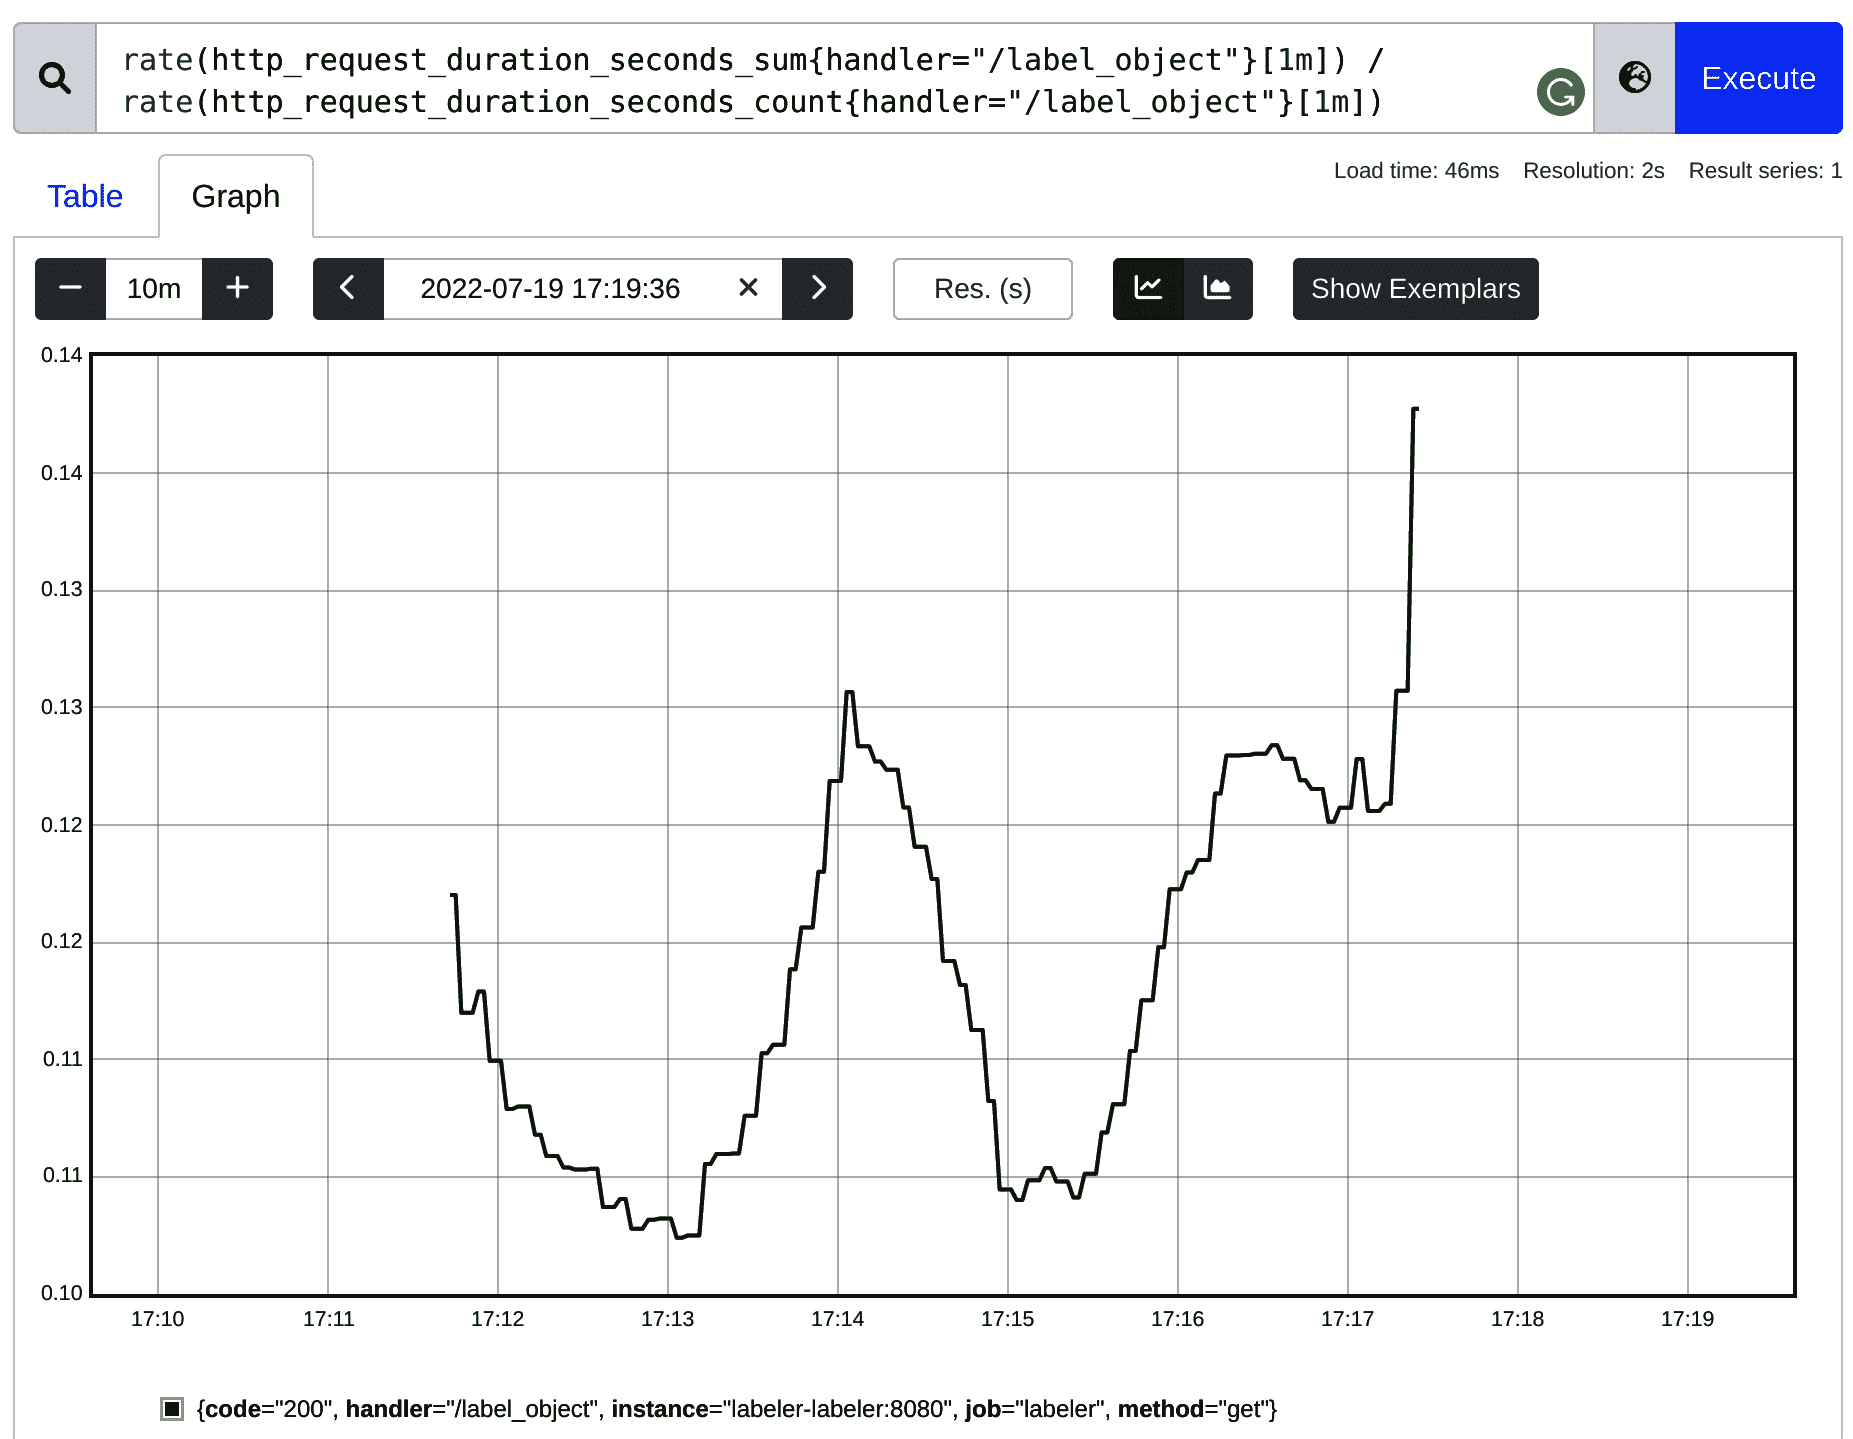 rate(http_request_duration_seconds_sum{handler="/label_object"}[1m]) /
rate(http_request_duration_seconds_count{handler="/label_object"}[1m])
Execute
Load time: 46ms Resolution: 2s Result series: 1
Table Graph
10m 2022-07-19 17:19:36 Res. (s) Show Exemplars
0.14
0.14
0.13
0.13
0.12
0.12
0.11
0.11
0.10
17:10 17:11 17:12 17:13 17:14 17:15 17:16 17:17 17:18 17:19
{code="200", handler="/label_object", instance="labeler-labeler:8080", job="labeler", method="get"}